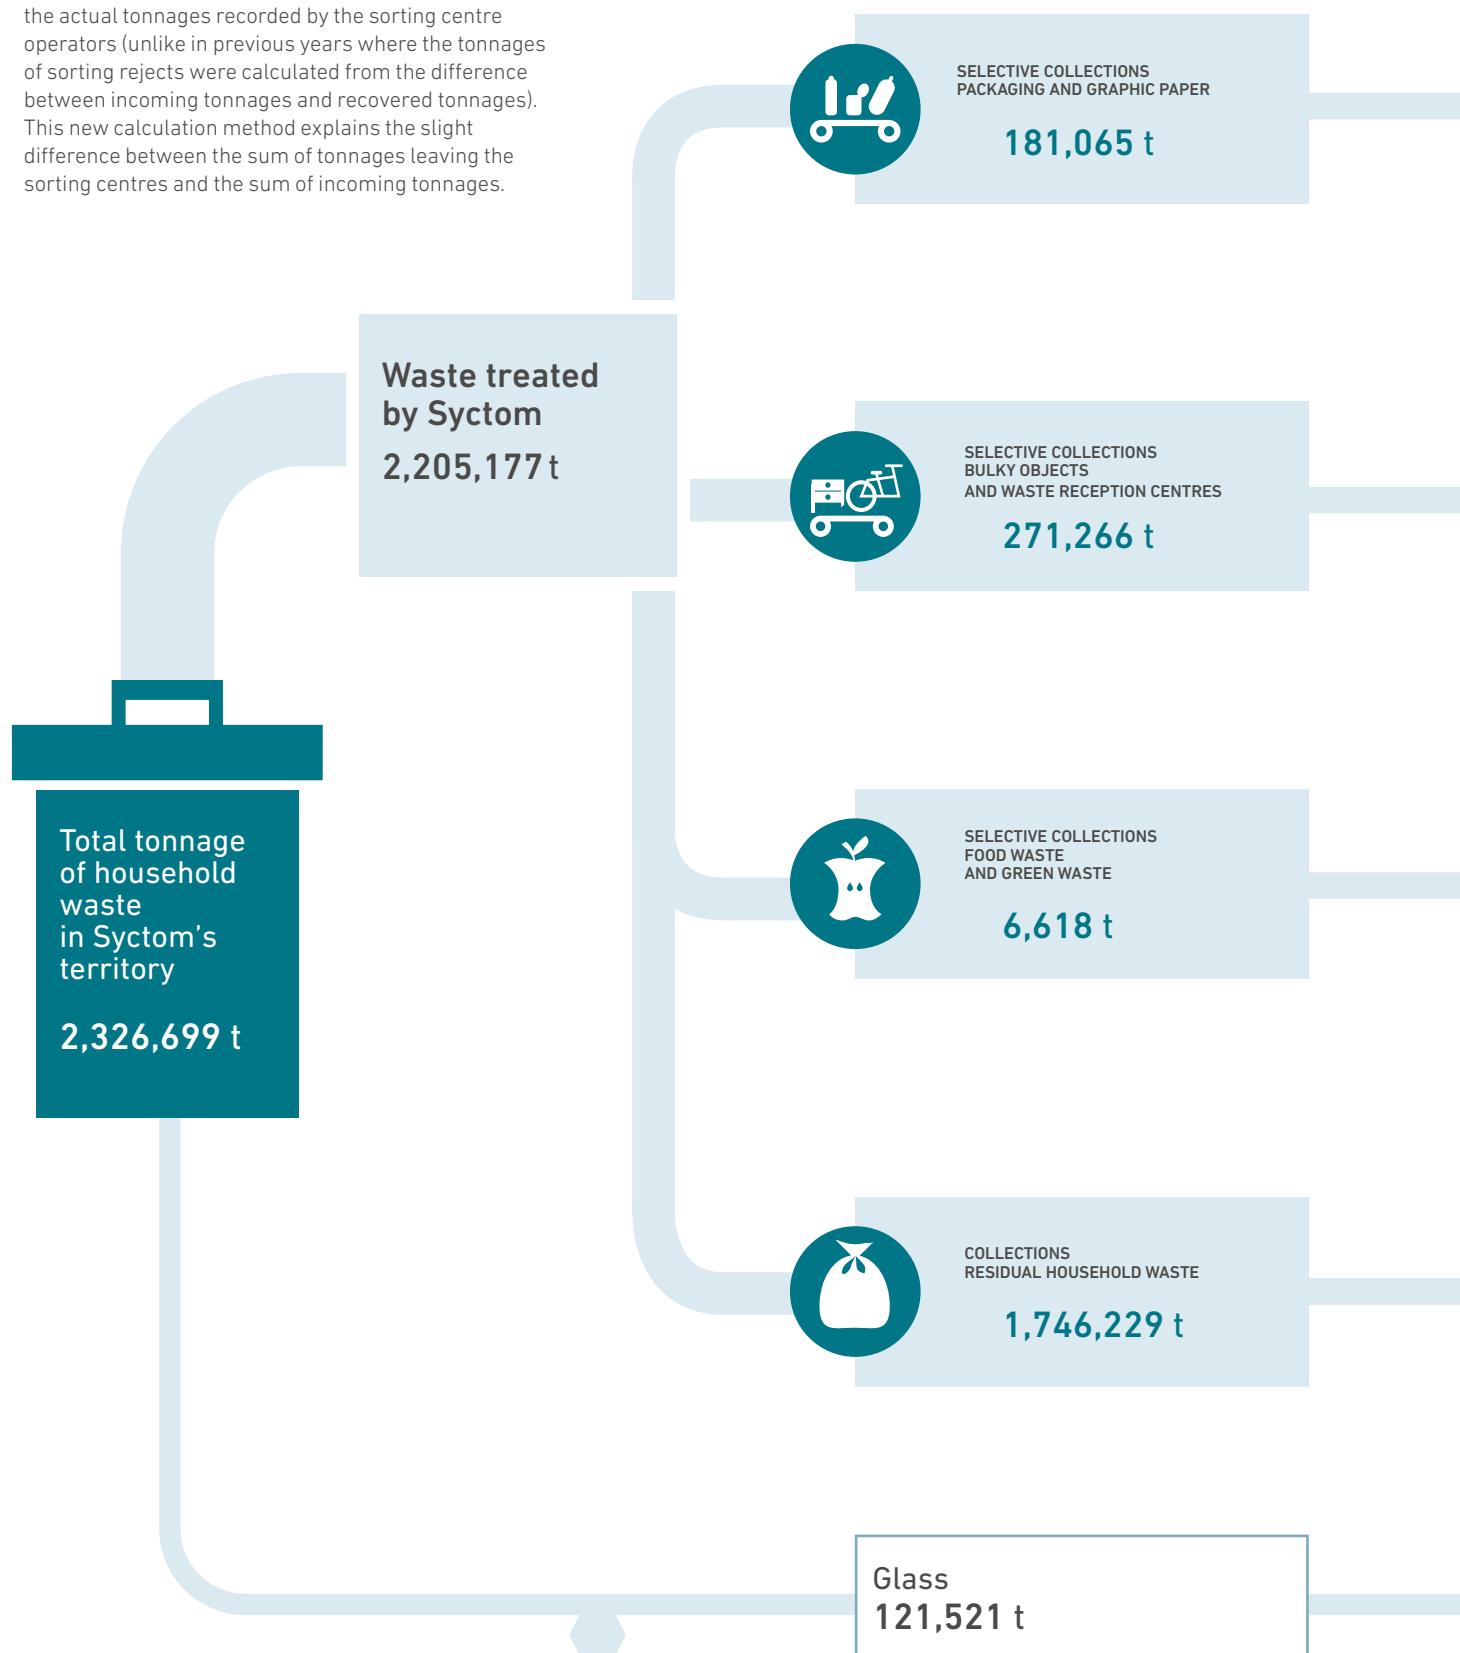 the actual tonnages recorded by the sorting centre
operators (unlike in previous years where the tonnages
of sorting rejects were calculated from the difference
between incoming tonnages and recovered tonnages).
This new calculation method explains the slight
difference between the sum of tonnages leaving the
sorting centres and the sum of incoming tonnages.
SELECTIVE COLLECTIONS
PACKAGING AND GRAPHIC PAPER
181,065 t
Waste treated
by Syctom
2,205,177 t
SELECTIVE COLLECTIONS
BULKY OBJECTS
AND WASTE RECEPTION CENTRES
271,266 t
Total tonnage
of household
waste
in Syctom's
territory
2,326,699 t
SELECTIVE COLLECTIONS
FOOD WASTE
AND GREEN WASTE
6,618 t
COLLECTIONS
RESIDUAL HOUSEHOLD WASTE
1,746,229 t
Glass
121,521 t